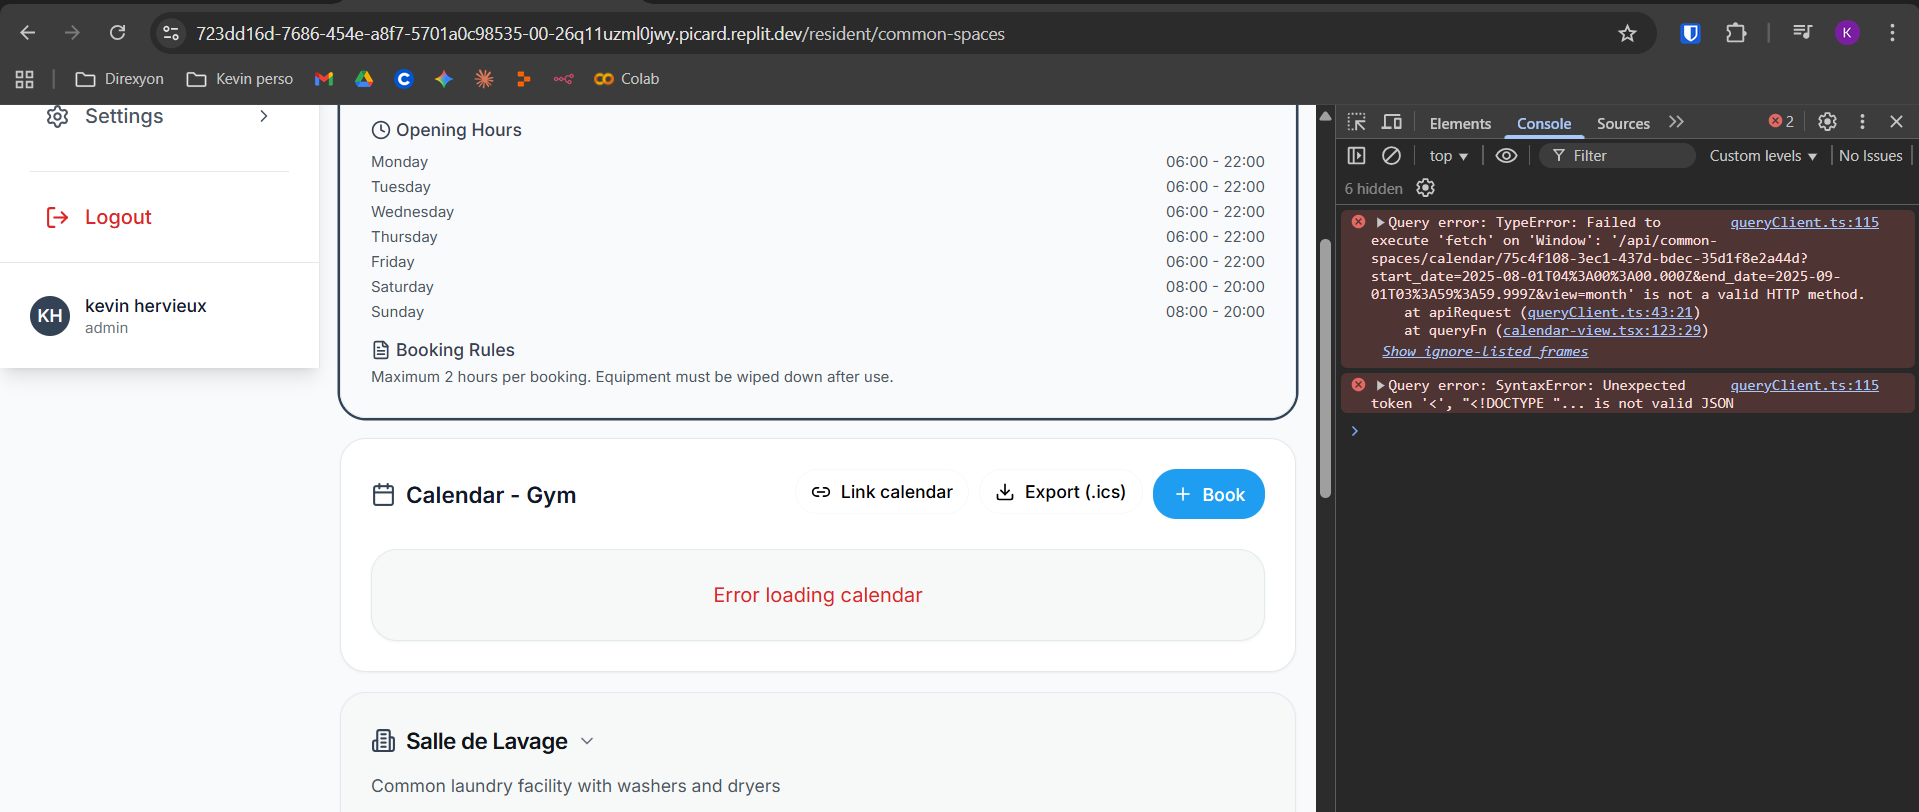 723dd16d-7686-454e-a8f7-5701a0c98535-00-26q11uzml0jwy.picard.replit.dev/resident/common-spaces
K
Direxyon
Kevin perso
Colab
Settings
Logout
KH
kevin hervieux
admin
Opening Hours
Monday 06:00 - 22:00
Tuesday 06:00 - 22:00
Wednesday 06:00 - 22:00
Thursday 06:00 - 22:00
Friday 06:00 - 22:00
Saturday 08:00 - 20:00
Sunday 08:00 - 20:00
Booking Rules
Maximum 2 hours per booking. Equipment must be wiped down after use.
Calendar - Gym
Link calendar
Export (.ics)
+ Book
Error loading calendar
Salle de Lavage
Common laundry facility with washers and dryers
Elements Console Sources 2
top Filter Custom levels No Issues
6 hidden
Query error: TypeError: Failed to queryClient.ts:115
execute 'fetch' on 'Window': '/api/common-
spaces/calendar/75c4f108-3ec1-437d-bdec-35d1f8e2a44d?
start_date=2025-08-01T04%3A00%3A00.000Z&end_date=2025-09-
01T03%3A59%3A59.999Z&view=month' is not a valid HTTP method.
at apiRequest (queryClient.ts:43:21)
at queryFn (calendar-view.tsx:123:29)
Show ignore-listed frames
Query error: SyntaxError: Unexpected queryClient.ts:115
token '<', "<!DOCTYPE "... is not valid JSON